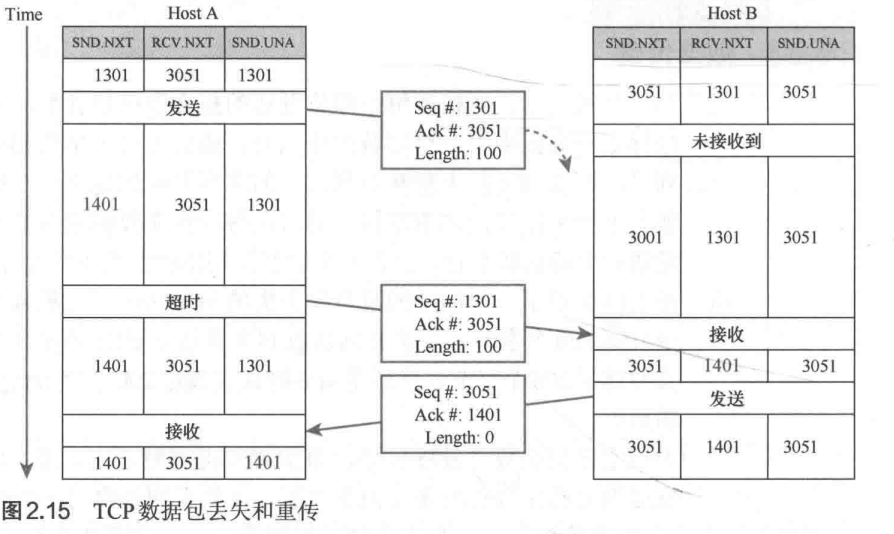 Time
Host A
Host B
SND.NXT RCV.NXT SND.UNA
SND.NXT RCV.NXT SND.UNA
1301 3051 1301
3051 1301 3051
发送
Seq #: 1301
Ack #: 3051
Length: 100
未接收到
1401 3051 1301
3001 1301 3051
超时
Seq #: 1301
Ack #: 3051
Length: 100
接收
1401 3051 1301
3051 1401 3051
发送
Seq #: 3051
Ack #: 1401
Length: 0
接收
3051 1401 3051
1401 3051 1401
图2.15 TCP数据包丢失和重传